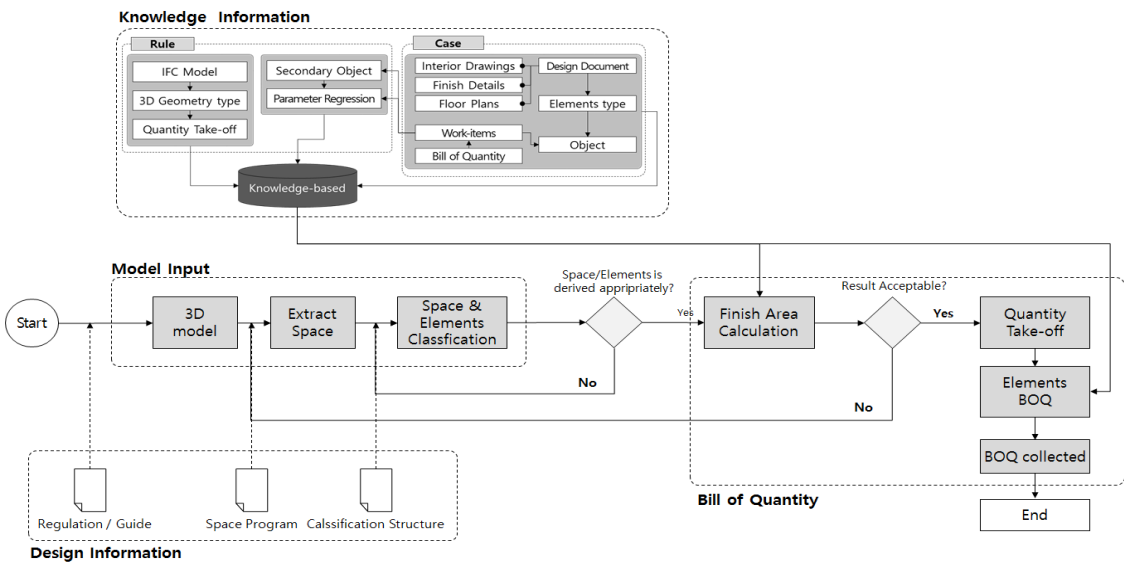 Knowledge Information
Rule
IFC Model
3D Geometry type
Quantity Take-off
Secondary Object
Parameter Regression
Case
Interior Drawings
Finish Details
Floor Plans
Work-items
Bill of Quantity
Design Document
Elements type
Object
Knowledge-based
Model Input
Start
3D
model
Extract
Space
Space &
Elements
Classfication
Space/Elements is
derived appripriately?
Yes
No
Finish Area
Calculation
Result Acceptable?
Yes
No
Quantity
Take-off
Elements
BOQ
BOQ collected
End
Bill of Quantity
Regulation / Guide
Space Program
Calssification Structure
Design Information